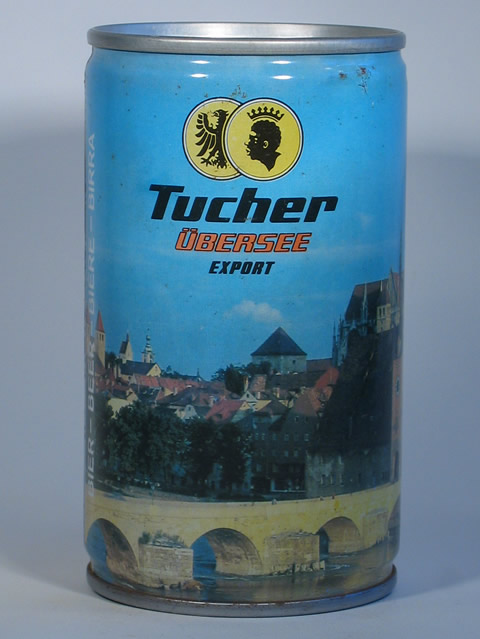 Tucher
ÜBERSEE
EXPORT
BIER - BEER - BIERE - BIRRA